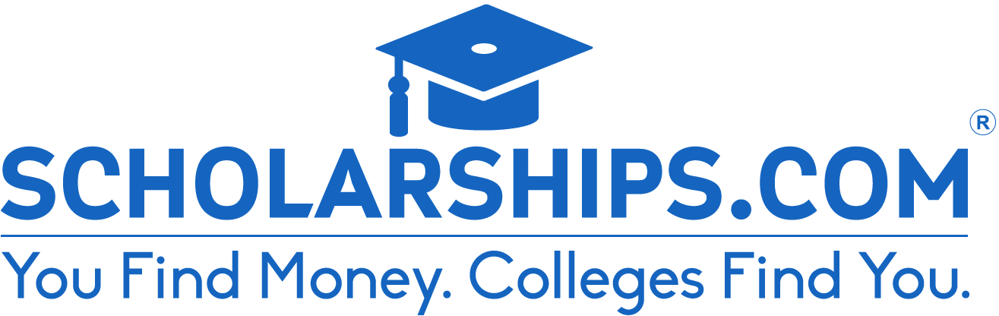 ®
SCHOLARSHIPS.COM
You Find Money. Colleges Find You.